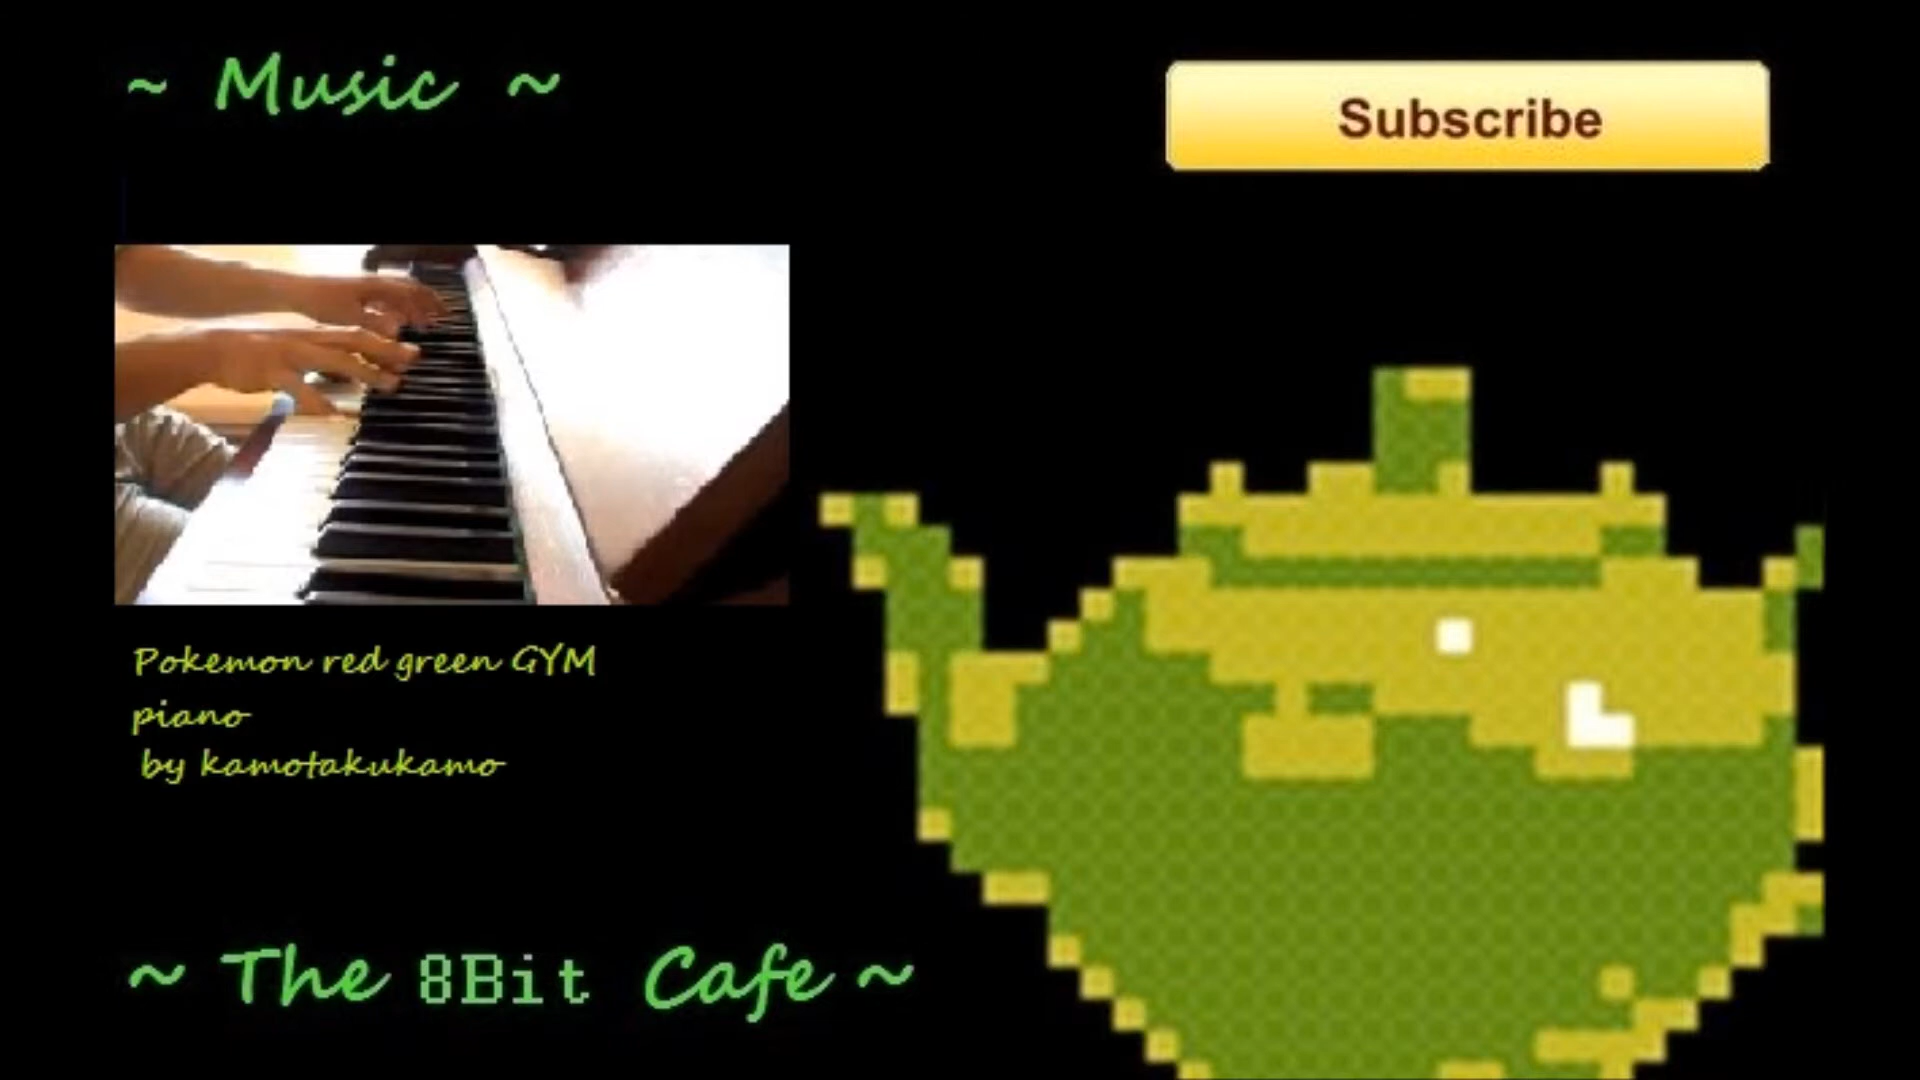 ~ Music ~
Subscribe
Pokemon red green GYM
piano
by kamotakukamo
~ The 8Bit Cafe ~